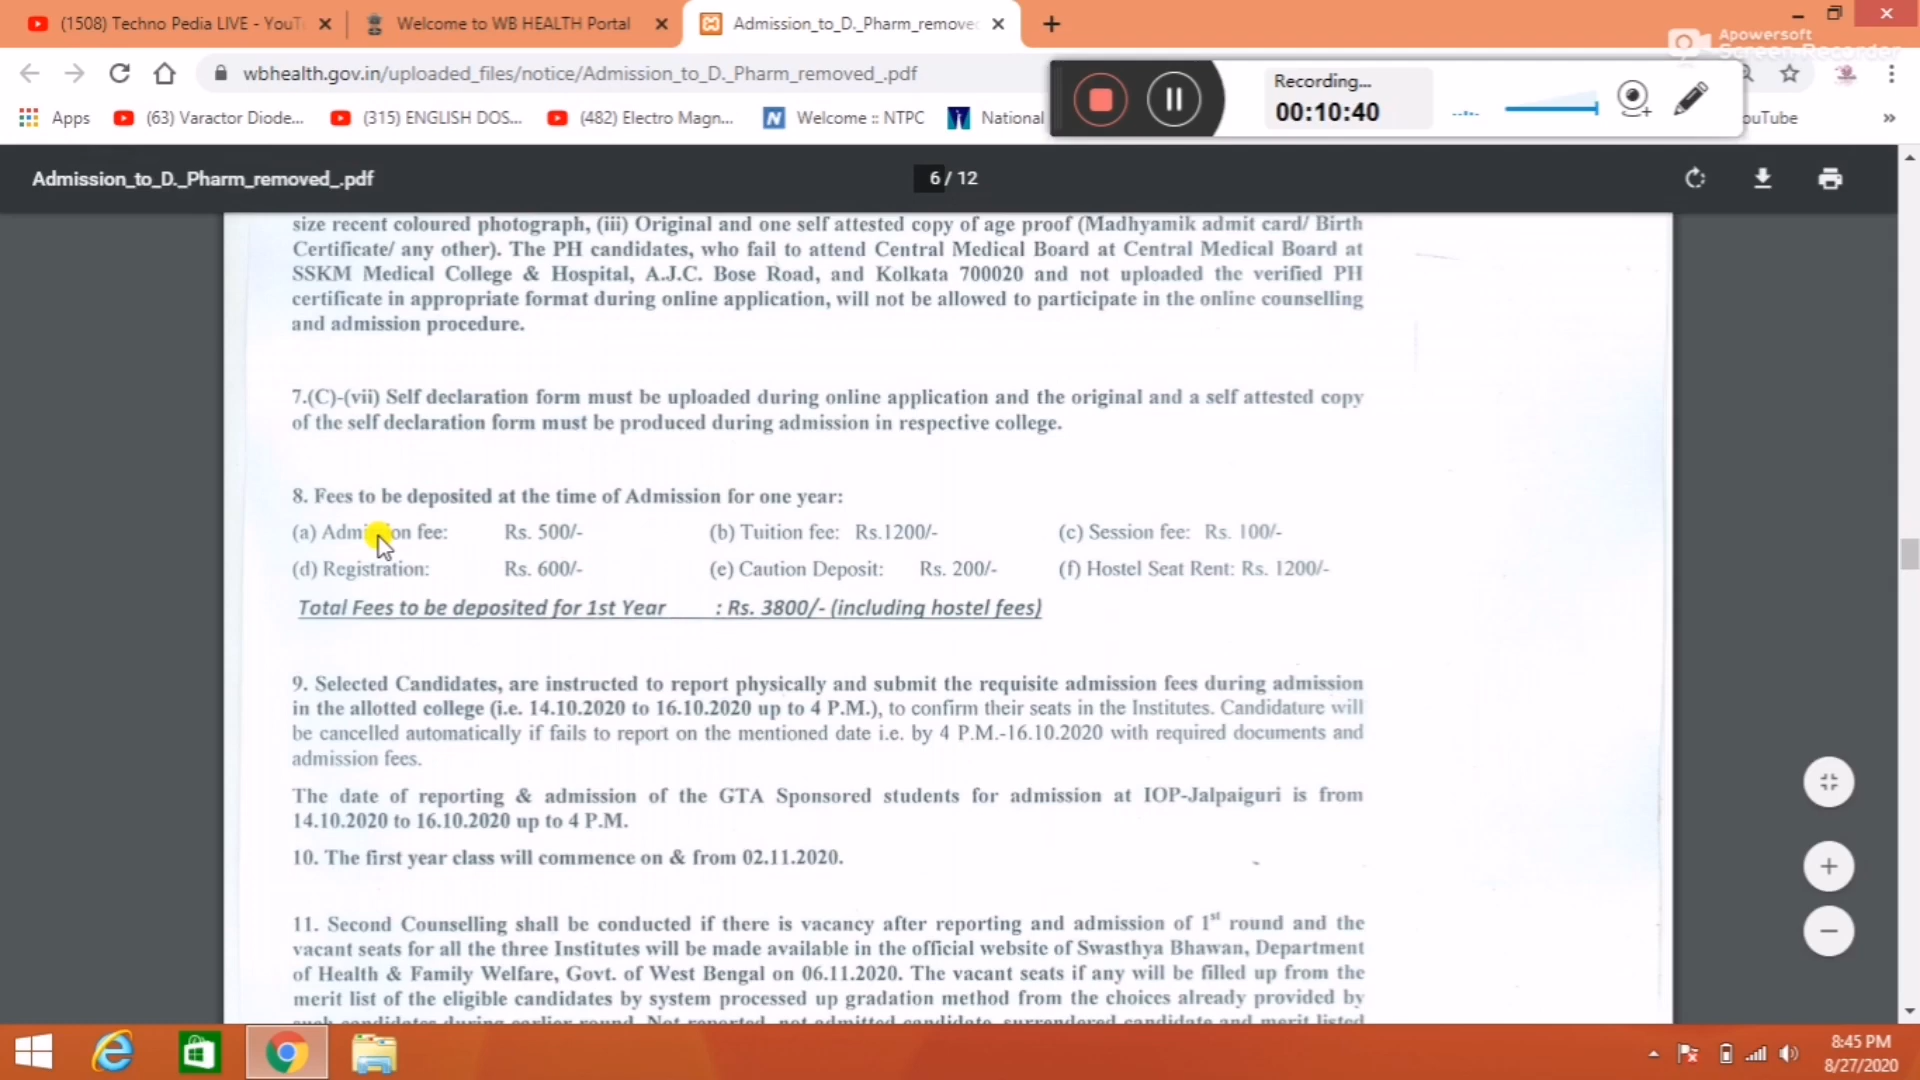 (1508) Techno Pedia LIVE - YouT
Welcome to WB HEALTH Portal
Admission_to_D._Pharm_remove
Apowersoft
Screen Recorder
wbhealth.gov.in/uploaded_files/notice/Admission_to_D._Pharm_removed_.pdf
Recording...
00:10:40
Apps
(63) Varactor Diode...
(315) ENGLISH DOS...
(482) Electro Magn...
Welcome :: NTPC
National
ouTube
»
Admission_to_D._Pharm_removed_.pdf
6 / 12
size recent coloured photograph, (iii) Original and one self attested copy of age proof (Madhyamik admit card/ Birth
Certificate/ any other). The PH candidates, who fail to attend Central Medical Board at Central Medical Board at
SSKM Medical College & Hospital, A.J.C. Bose Road, and Kolkata 700020 and not uploaded the verified PH
certificate in appropriate format during online application, will not be allowed to participate in the online counselling
and admission procedure.
7.(C)-(vii) Self declaration form must be uploaded during online application and the original and a self attested copy
of the self declaration form must be produced during admission in respective college.
8. Fees to be deposited at the time of Admission for one year:
(a) Admission fee: Rs. 500/- (b) Tuition fee: Rs.1200/- (c) Session fee: Rs. 100/-
(d) Registration: Rs. 600/- (e) Caution Deposit: Rs. 200/- (f) Hostel Seat Rent: Rs. 1200/-
Total Fees to be deposited for 1st Year : Rs. 3800/- (including hostel fees)
9. Selected Candidates, are instructed to report physically and submit the requisite admission fees during admission
in the allotted college (i.e. 14.10.2020 to 16.10.2020 up to 4 P.M.), to confirm their seats in the Institutes. Candidature will
be cancelled automatically if fails to report on the mentioned date i.e. by 4 P.M.-16.10.2020 with required documents and
admission fees.
The date of reporting & admission of the GTA Sponsored students for admission at IOP-Jalpaiguri is from
14.10.2020 to 16.10.2020 up to 4 P.M.
10. The first year class will commence on & from 02.11.2020.
11. Second Counselling shall be conducted if there is vacancy after reporting and admission of 1st round and the
vacant seats for all the three Institutes will be made available in the official website of Swasthya Bhawan, Department
of Health & Family Welfare, Govt. of West Bengal on 06.11.2020. The vacant seats if any will be filled up from the
merit list of the eligible candidates by system processed up gradation method from the choices already provided by
such candidates during earlier round. Not reported, not admitted candidate, surrendered candidate and merit listed
8:45 PM
8/27/2020